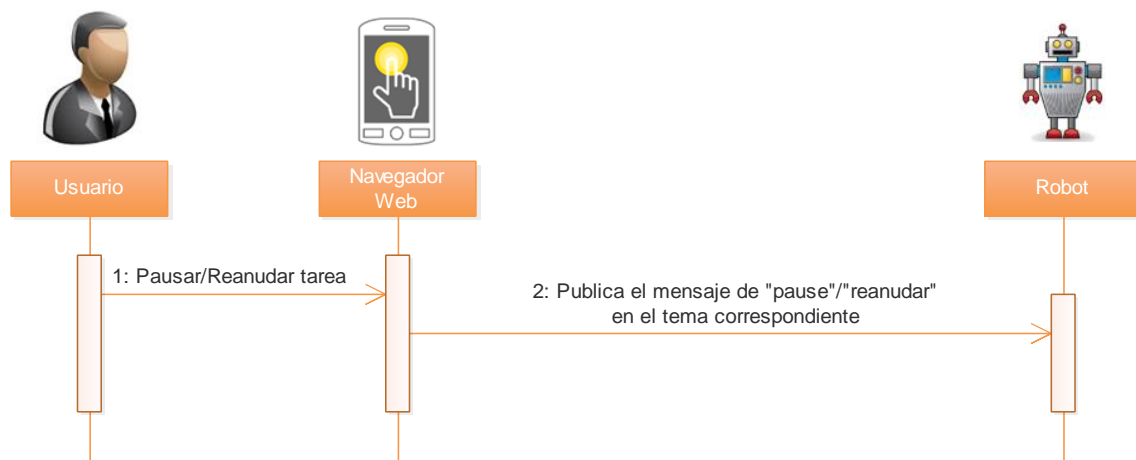 Usuario
Navegador
Web
Robot
1: Pausar/Reanudar tarea
2: Publica el mensaje de "pause"/"reanudar"
en el tema correspondiente